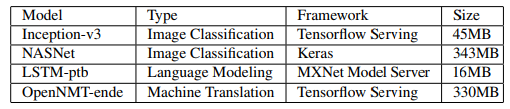 Model Type Framework Size
Inception-v3 Image Classification Tensorflow Serving 45MB
NASNet Image Classification Keras 343MB
LSTM-ptb Language Modeling MXNet Model Server 16MB
OpenNMT-ende Machine Translation Tensorflow Serving 330MB